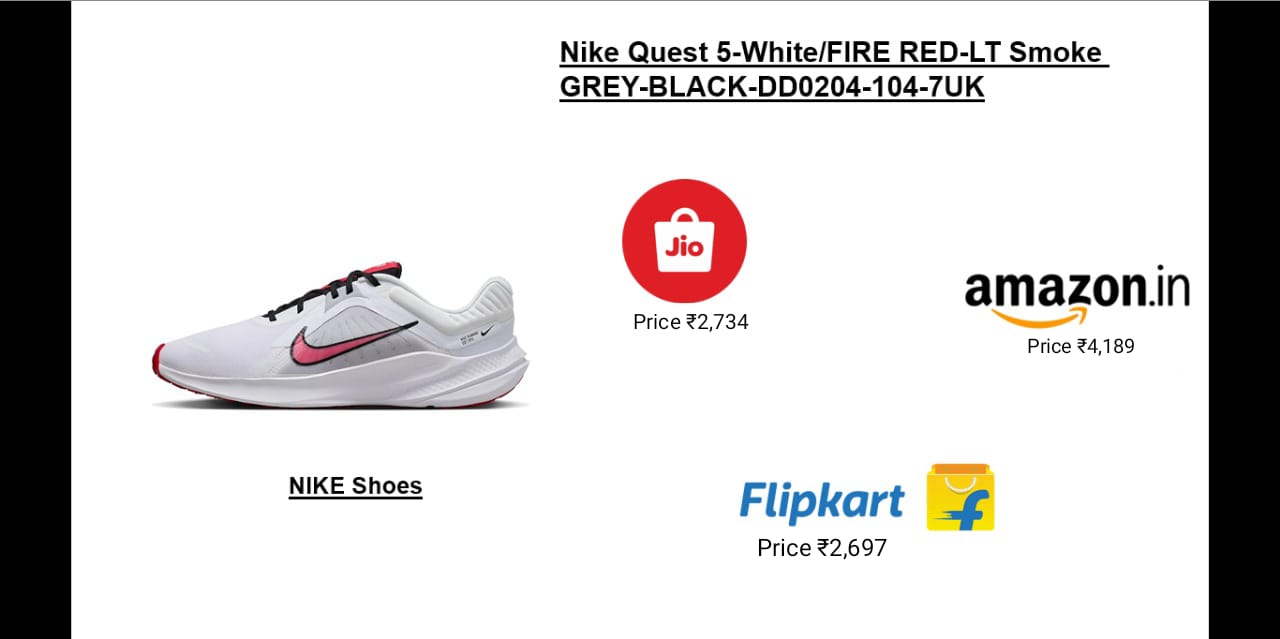 Nike Quest 5-White/FIRE RED-LT Smoke
GREY-BLACK-DD0204-104-7UK
Jio
Price ₹2,734
amazon.in
Price ₹4,189
NIKE Shoes
Flipkart
f
Price ₹2,697